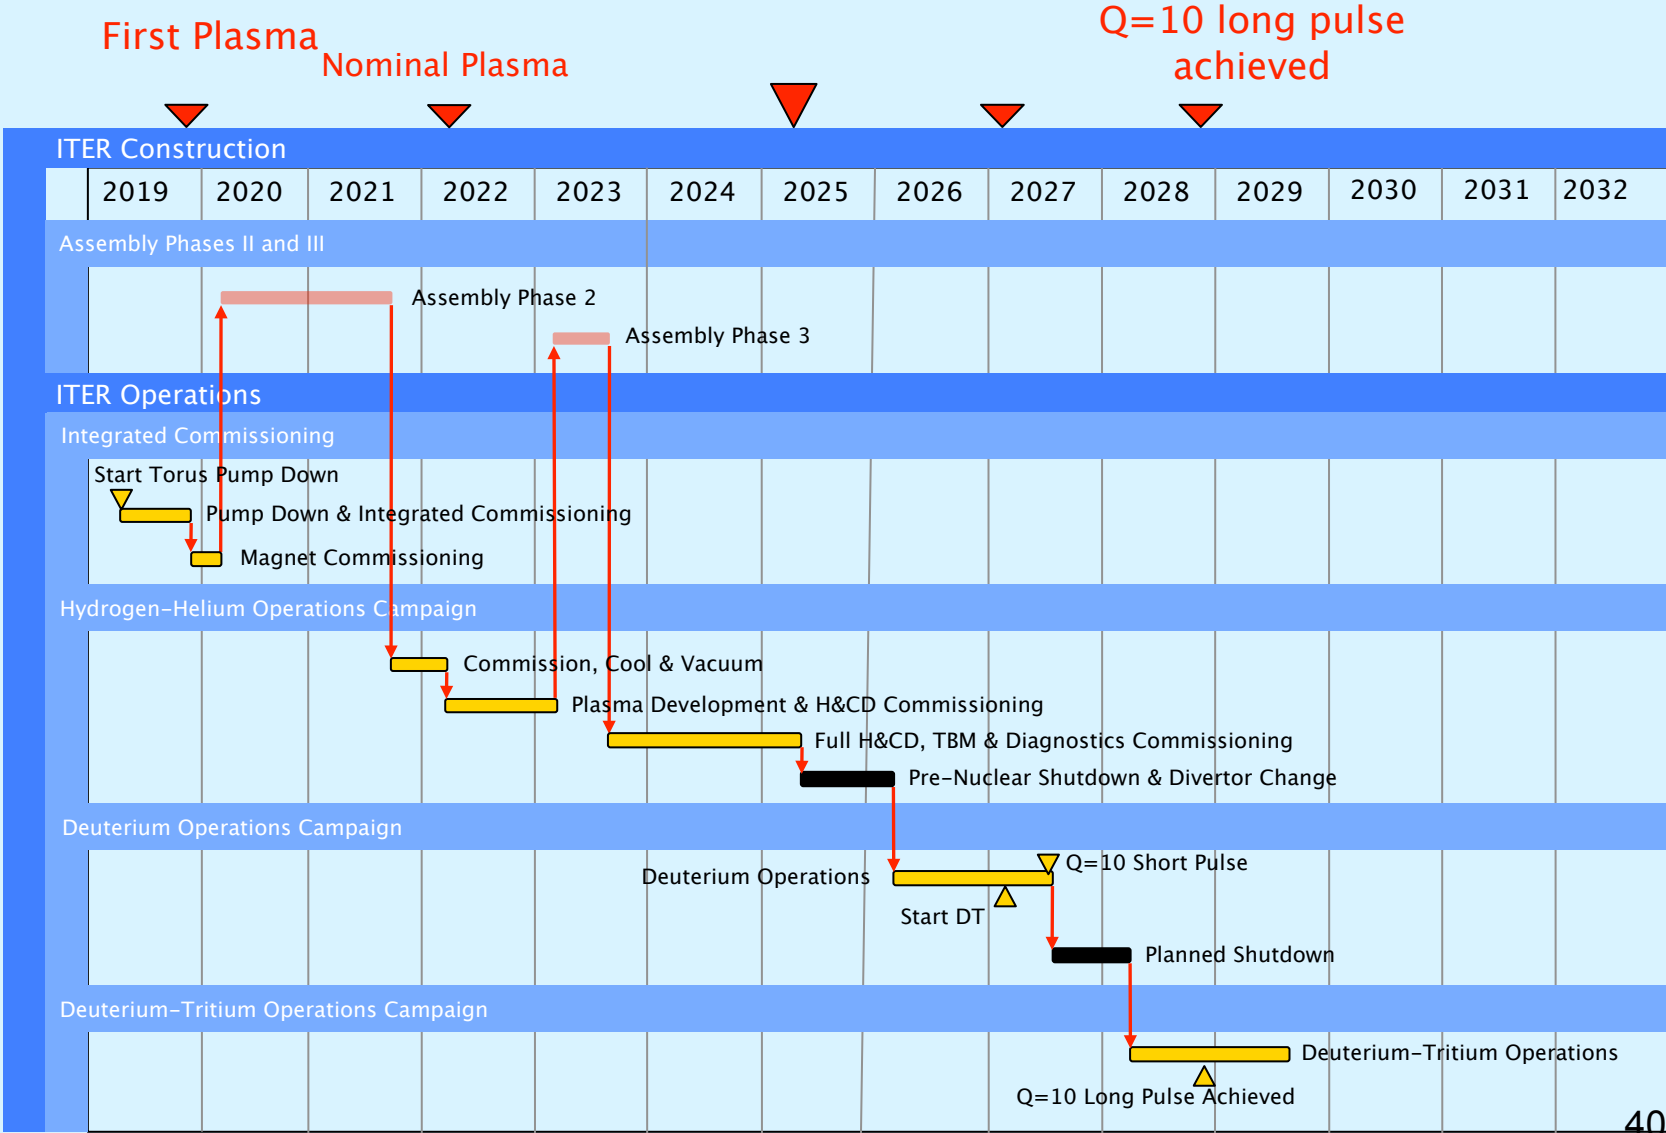 First Plasma
Nominal Plasma
Q=10 long pulse
achieved
ITER Construction
2019 2020 2021 2022 2023 2024 2025 2026 2027 2028 2029 2030 2031 2032
Assembly Phases II and III
Assembly Phase 2
Assembly Phase 3
ITER Operations
Integrated Commissioning
Start Torus Pump Down
Pump Down & Integrated Commissioning
Magnet Commissioning
Hydrogen-Helium Operations Campaign
Commission, Cool & Vacuum
Plasma Development & H&CD Commissioning
Full H&CD, TBM & Diagnostics Commissioning
Pre-Nuclear Shutdown & Divertor Change
Deuterium Operations Campaign
Q=10 Short Pulse
Deuterium Operations
Start DT
Planned Shutdown
Deuterium-Tritium Operations Campaign
Deuterium-Tritium Operations
Q=10 Long Pulse Achieved
40